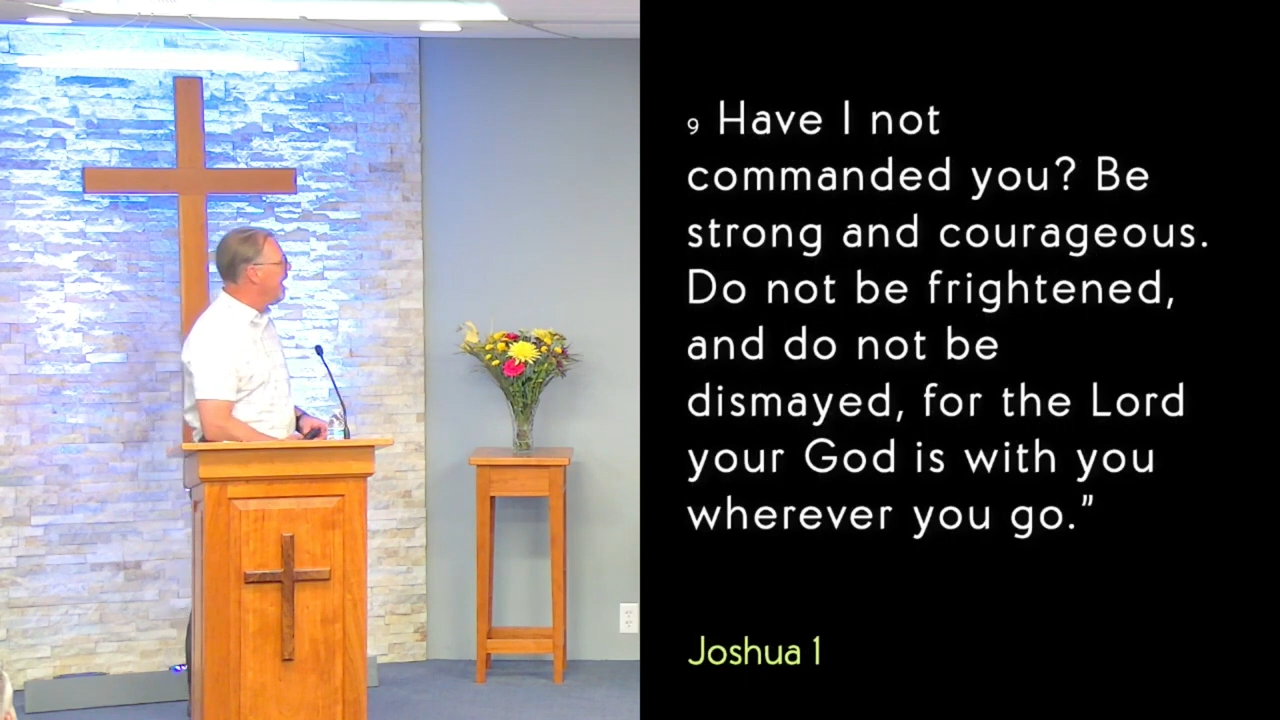 9 Have I not
commanded you? Be
strong and courageous.
Do not be frightened,
and do not be
dismayed, for the Lord
your God is with you
wherever you go.”
Joshua 1